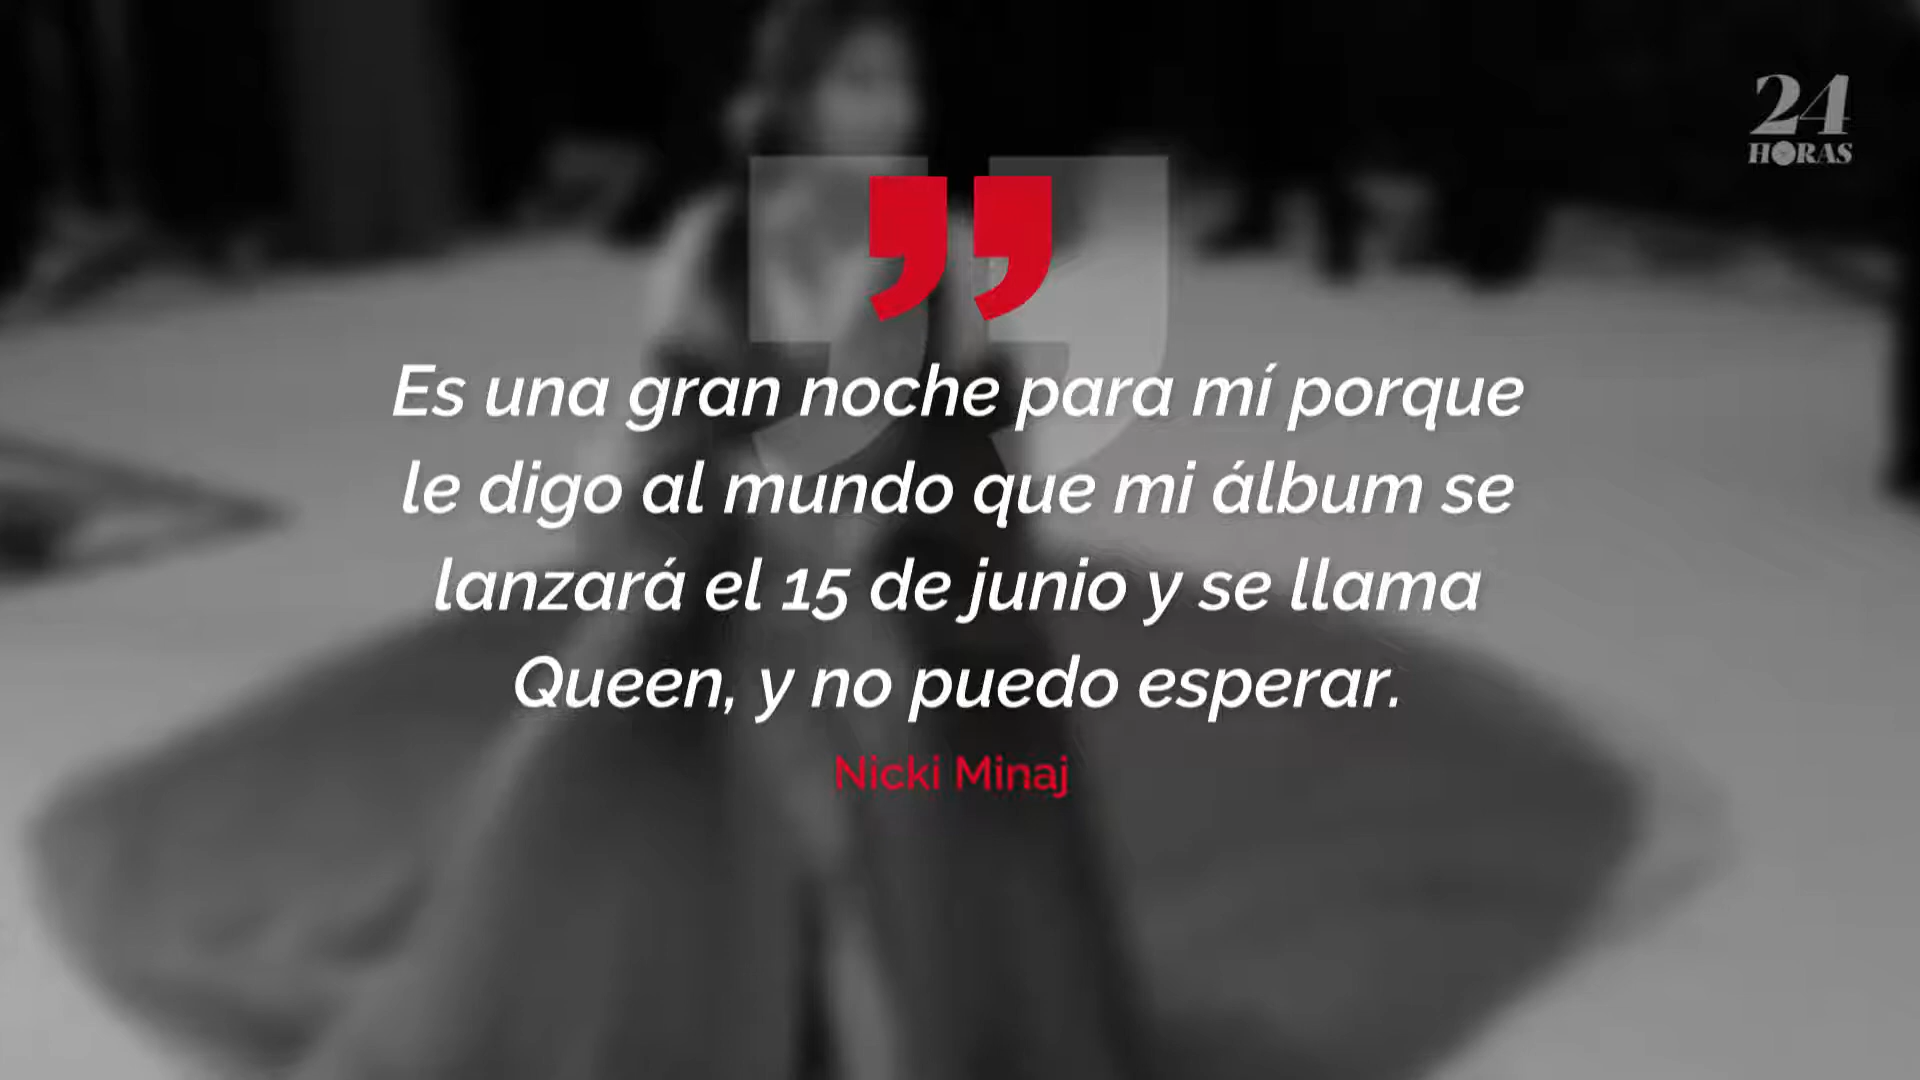 24
HORAS
Es una gran noche para mí porque
le digo al mundo que mi álbum se
lanzará el 15 de junio y se llama
Queen, y no puedo esperar.
Nicki Minaj